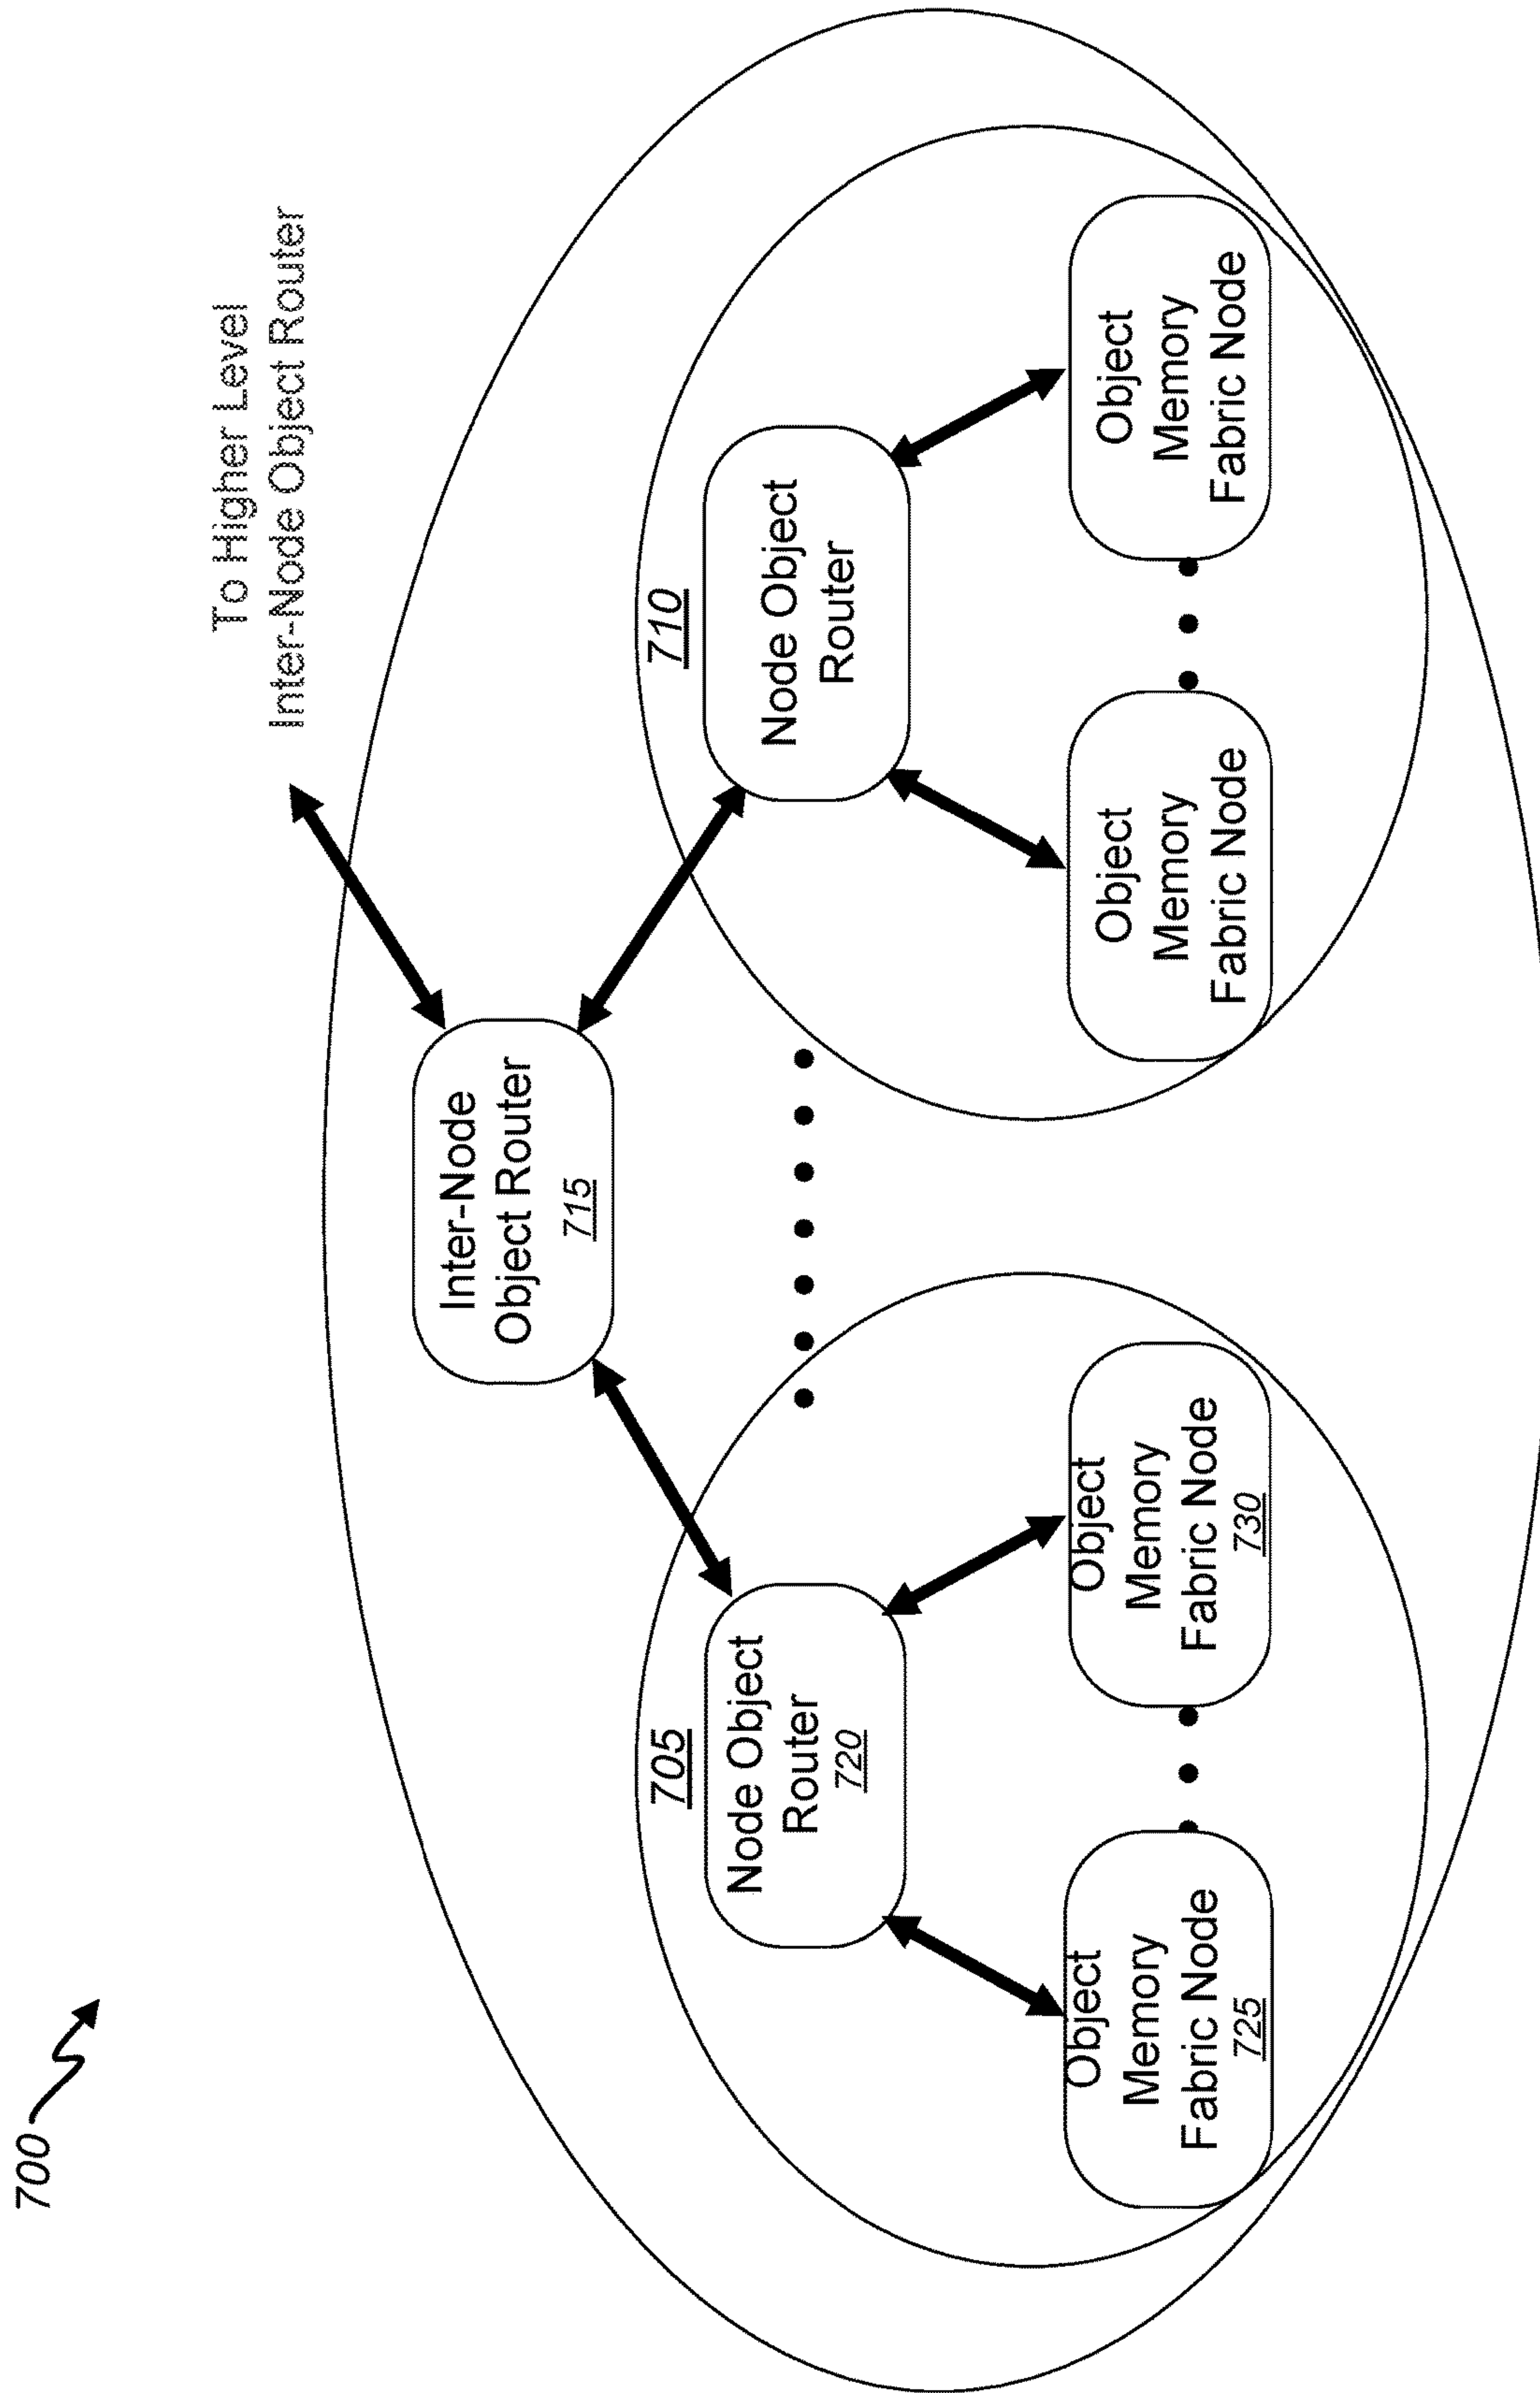 700
To Higher Level
Inter-Node Object Router
Inter-Node
Object Router
715
705
Node Object
Router
720
Object
Memory
Fabric Node
725
Object
Memory
Fabric Node
730
710
Node Object
Router
Object
Memory
Fabric Node
Object
Memory
Fabric Node